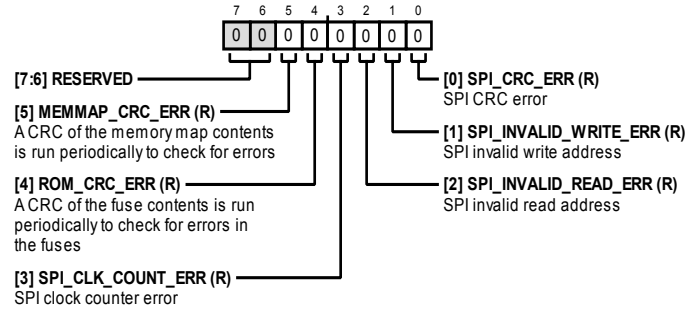 7 6 5 4 3 2 1 0
0 0 0 0 0 0 0 0
[7:6] RESERVED
[5] MEMMAP_CRC_ERR (R)
A CRC of the memory map contents
is run periodically to check for errors
[4] ROM_CRC_ERR (R)
A CRC of the fuse contents is run
periodically to check for errors in
the fuses
[3] SPI_CLK_COUNT_ERR (R)
SPI clock counter error
[0] SPI_CRC_ERR (R)
SPI CRC error
[1] SPI_INVALID_WRITE_ERR (R)
SPI invalid write address
[2] SPI_INVALID_READ_ERR (R)
SPI invalid read address